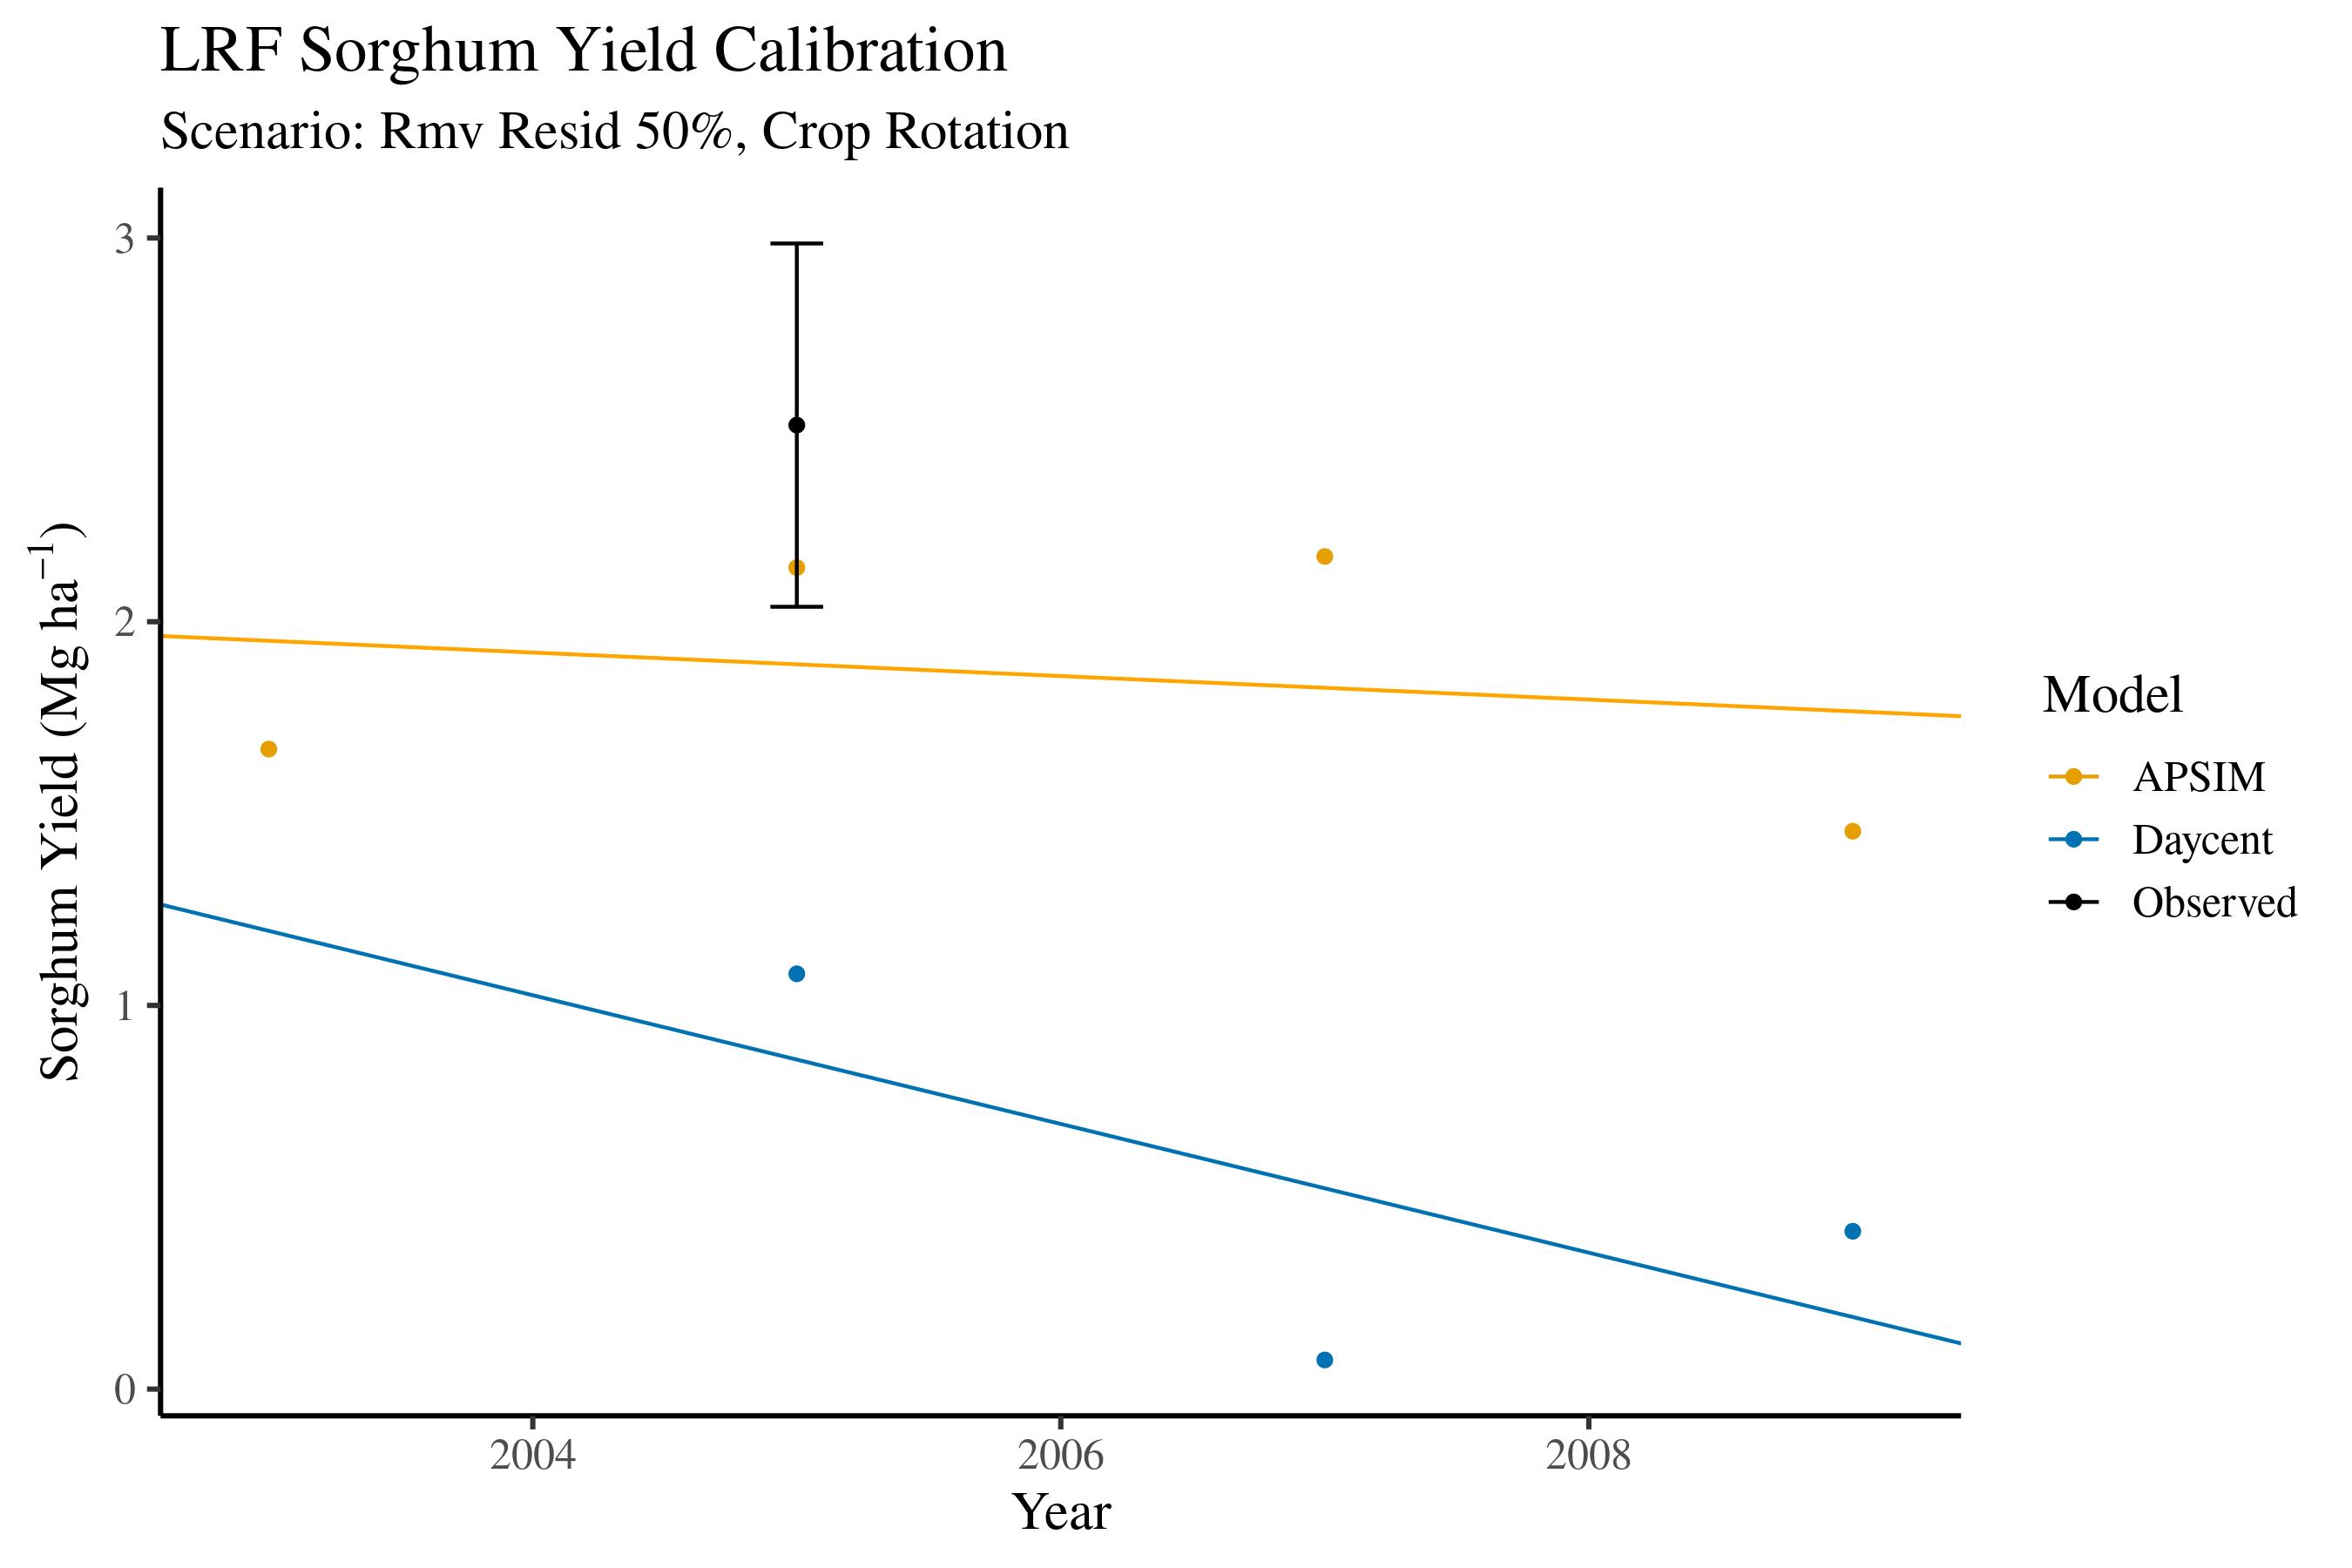 LRF Sorghum Yield Calibration
Scenario: Rmv Resid 50%, Crop Rotation
Sorghum Yield (Mg ha⁻¹)
3
2
1
0
2004
2006
2008
Year
Model
APSIM
Daycent
Observed